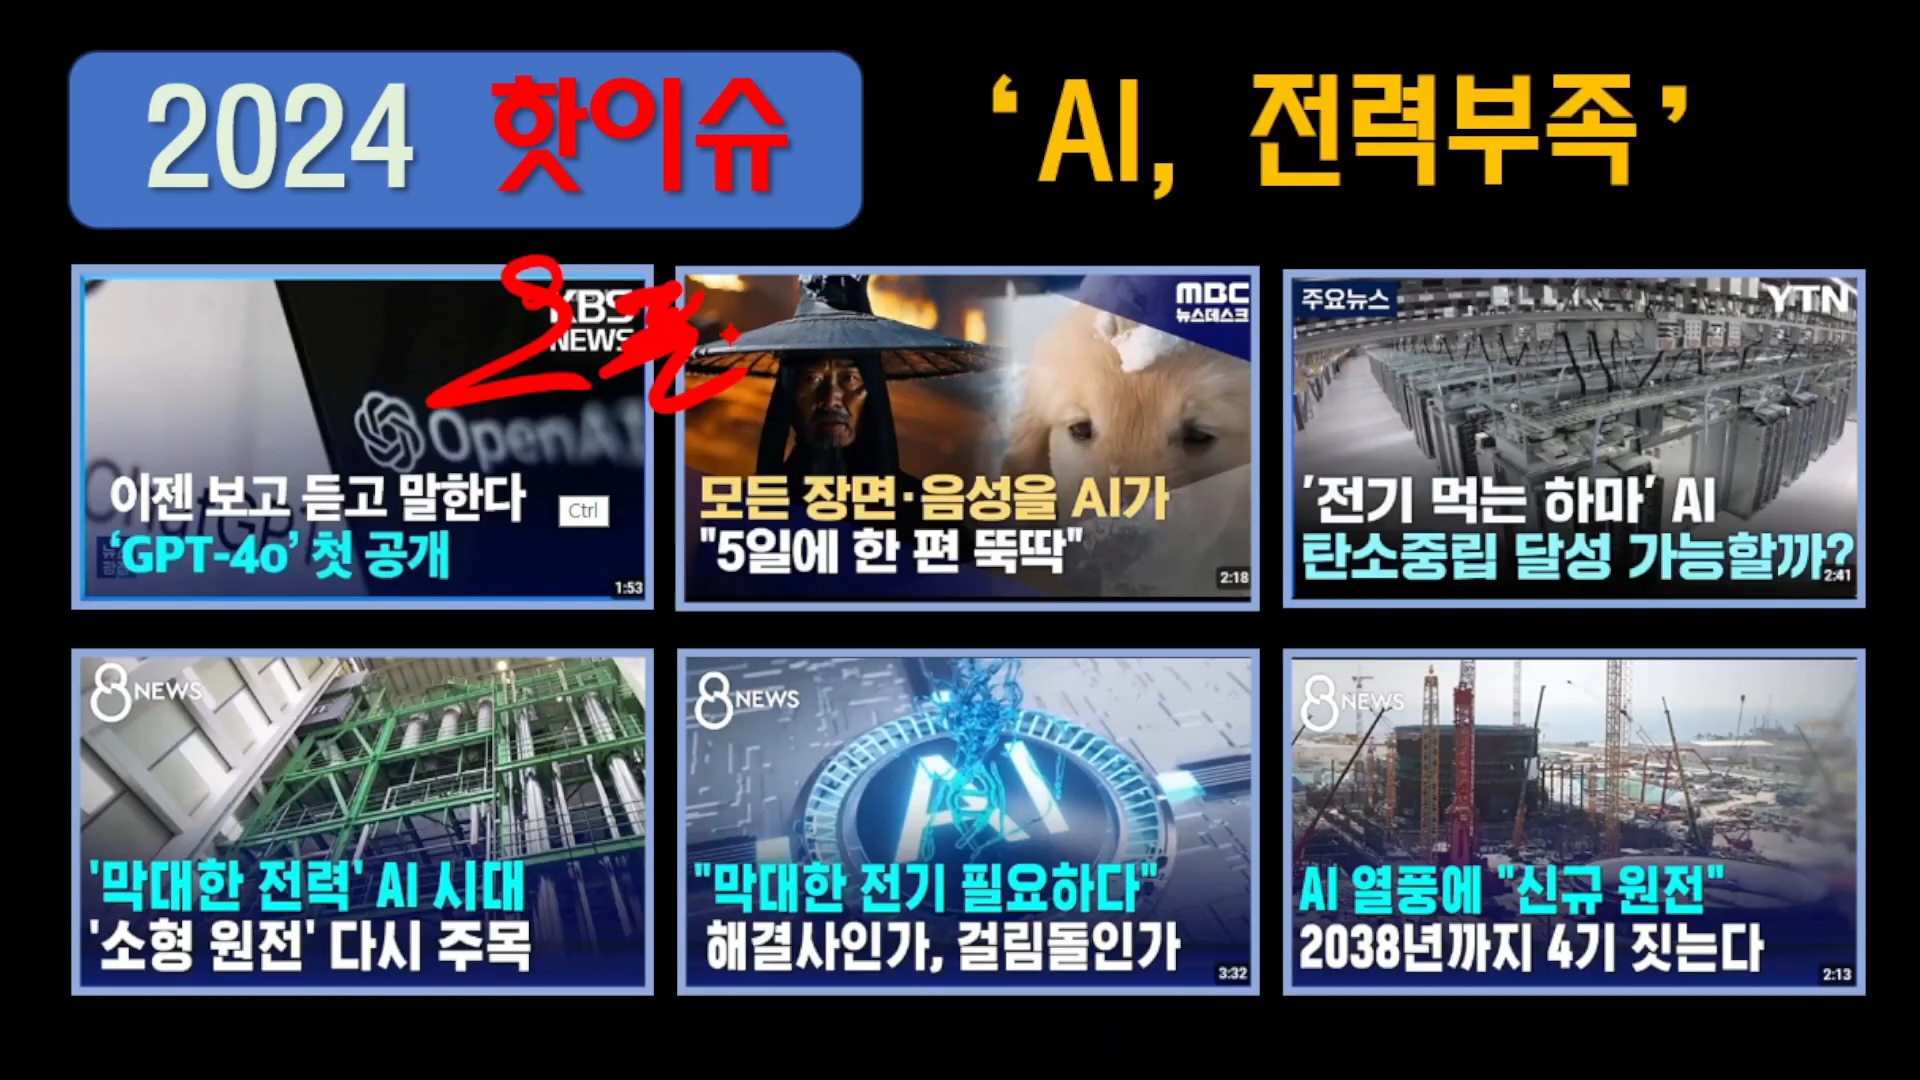 2024 핫이슈 ‘AI, 전력부족’
KBS
NEWS
OpenAI
이젠 보고 듣고 말한다
‘GPT-4o’ 첫 공개
Ctrl
1:53
MBC
뉴스데스크
모든 장면·음성을 AI가
"5일에 한 편 뚝딱"
2:18
주요뉴스
YTN
'전기 먹는 하마' AI
탄소중립 달성 가능할까?
2:41
8 NEWS
'막대한 전력' AI 시대
'소형 원전' 다시 주목
8 NEWS
AI
"막대한 전기 필요하다"
해결사인가, 걸림돌인가
3:32
8 NEWS
AI 열풍에 "신규 원전"
2038년까지 4기 짓는다
2:13